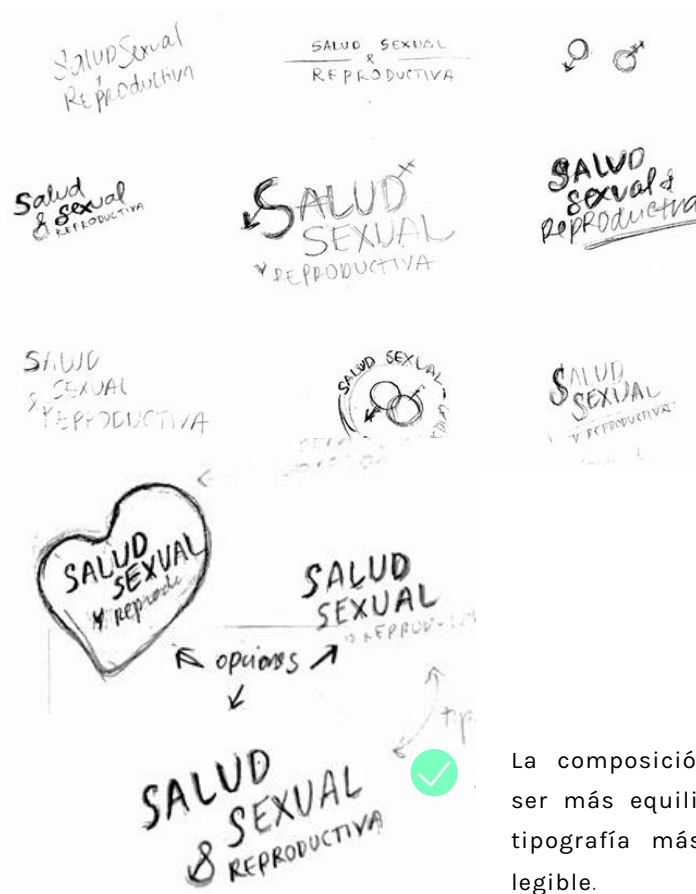 Salud Sexual
y
Reproductiva
SALUD SEXUAL
&
REPRODUCTIVA
Salud
& sexual
REPRODUCTIVA
SALUD
SEXUAL
Y REPRODUCTIVA
SALUD
sexual &
REPRODUctiva
SALUD
SEXUAL
& REPRODUCTIVA
SALUD SEXUAL
SALUD
SEXUAL
Y REPRODUCTIVA
SALUD
SEXUAL
Y Reprodu
SALUD
SEXUAL
opciones
SALUD
SEXUAL
& REPRODUCTIVA
La composició
ser más equili
tipografía más
legible.